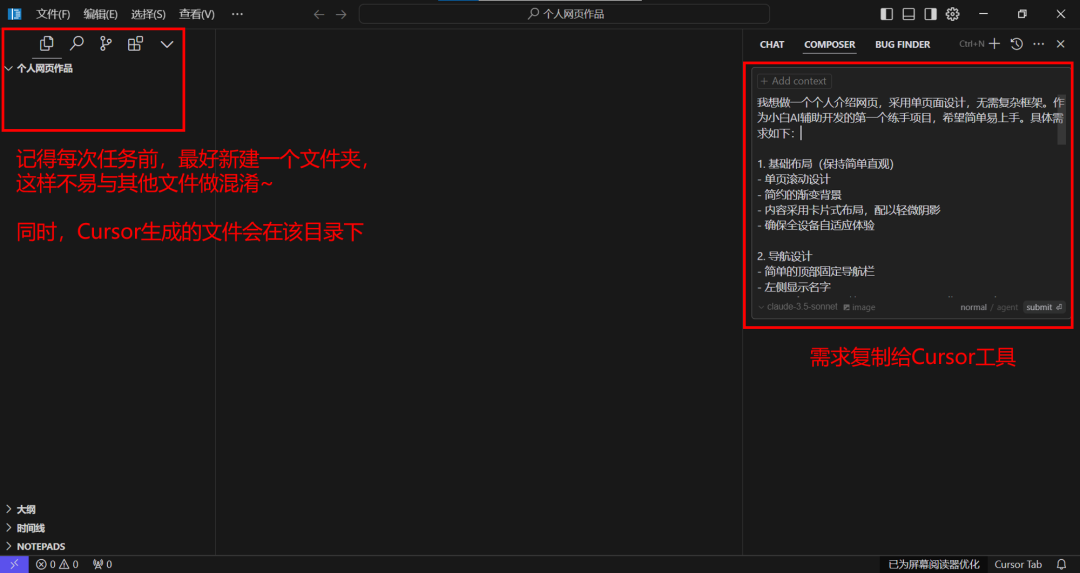 文件(F) 编辑(E) 选择(S) 查看(V) ··· 个人网页作品
个人网页作品
记得每次任务前，最好新建一个文件夹，
这样不易与其他文件做混淆~
同时，Cursor生成的文件会在该目录下
大纲
时间线
NOTEPADS
CHAT COMPOSER BUG FINDER Ctrl+N
+ Add context
我想做一个个人介绍网页，采用单页面设计，无需复杂框架。作
为小白AI辅助开发的第一个练手项目，希望简单易上手。具体需
求如下：
1. 基础布局（保持简单直观）
- 单页滚动设计
- 简约的渐变背景
- 内容采用卡片式布局，配以轻微阴影
- 确保全设备自适应体验
2. 导航设计
- 简单的顶部固定导航栏
- 左侧显示名字
claude-3.5-sonnet image normal / agent submit
需求复制给Cursor工具
0 0 0 已为屏幕阅读器优化 Cursor Tab